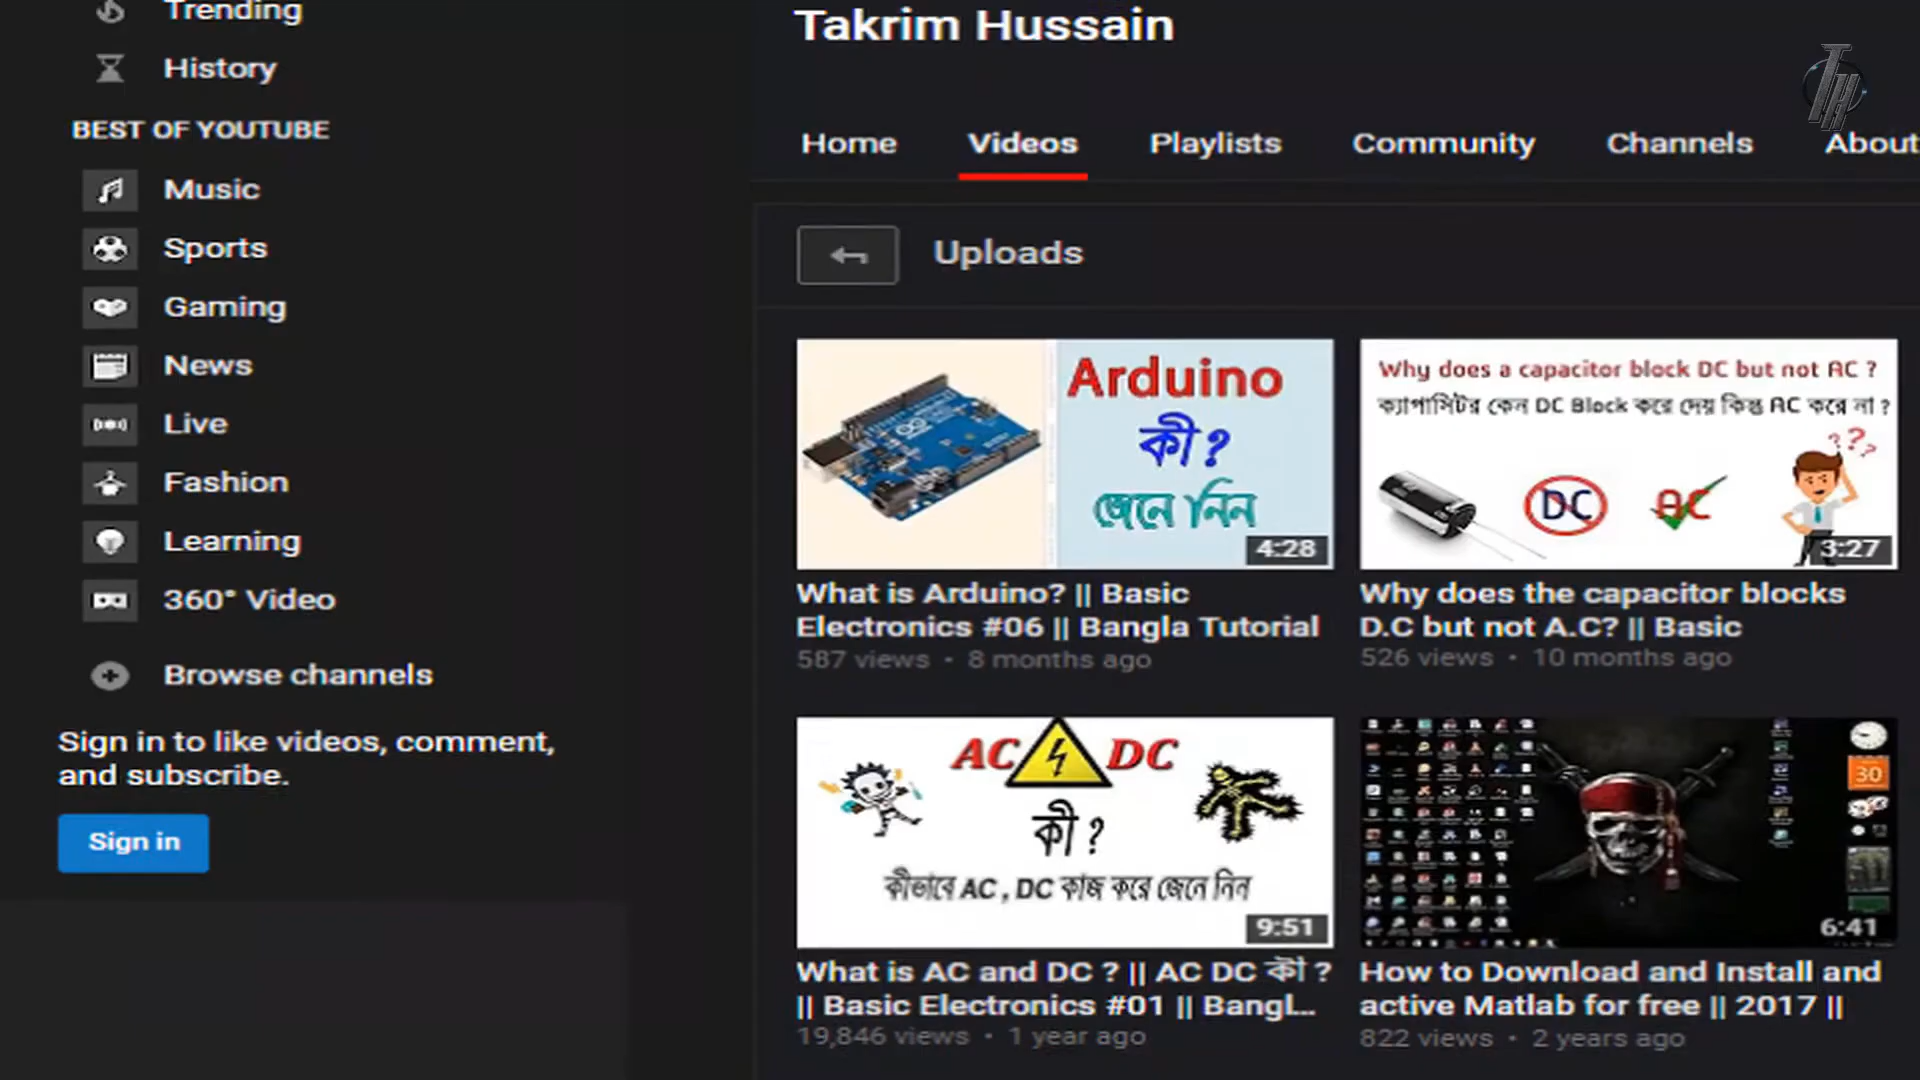 Trending
History
BEST OF YOUTUBE
Music
Sports
Gaming
News
Live
Fashion
Learning
360° Video
Browse channels
Sign in to like videos, comment,
and subscribe.
Sign in
Takrim Hussain
Home Videos Playlists Community Channels About
Uploads
Arduino
কী ?
জেনে নিন
4:28
What is Arduino? || Basic
Electronics #06 || Bangla Tutorial
587 views • 8 months ago
Why does a capacitor block DC but not AC ?
ক্যাপাসিটর কেন DC Block করে দেয় কিন্তু AC করে না ?
DC AC
???
3:27
Why does the capacitor blocks
D.C but not A.C? || Basic
526 views • 10 months ago
AC DC
কী ?
কীভাবে AC , DC কাজ করে জেনে নিন
9:51
What is AC and DC ? || AC DC কী ?
|| Basic Electronics #01 || Bangl...
19,846 views • 1 year ago
30
6:41
How to Download and Install and
active Matlab for free || 2017 ||
822 views • 2 years ago